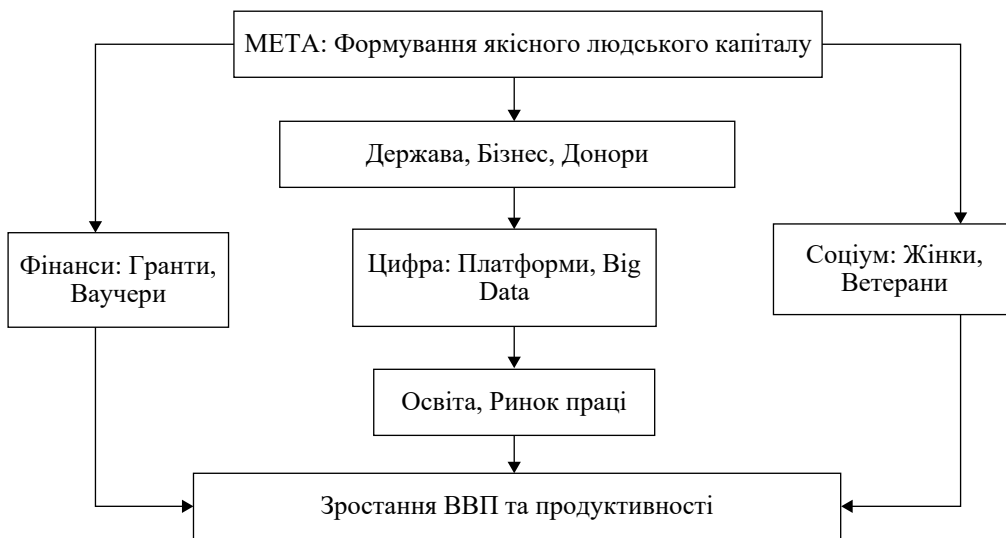 МЕТА: Формування якісного людського капіталу
Держава, Бізнес, Донори
Фінанси: Гранти,
Ваучери
Цифра: Платформи, Big
Data
Соціум: Жінки,
Ветерани
Освіта, Ринок праці
Зростання ВВП та продуктивності